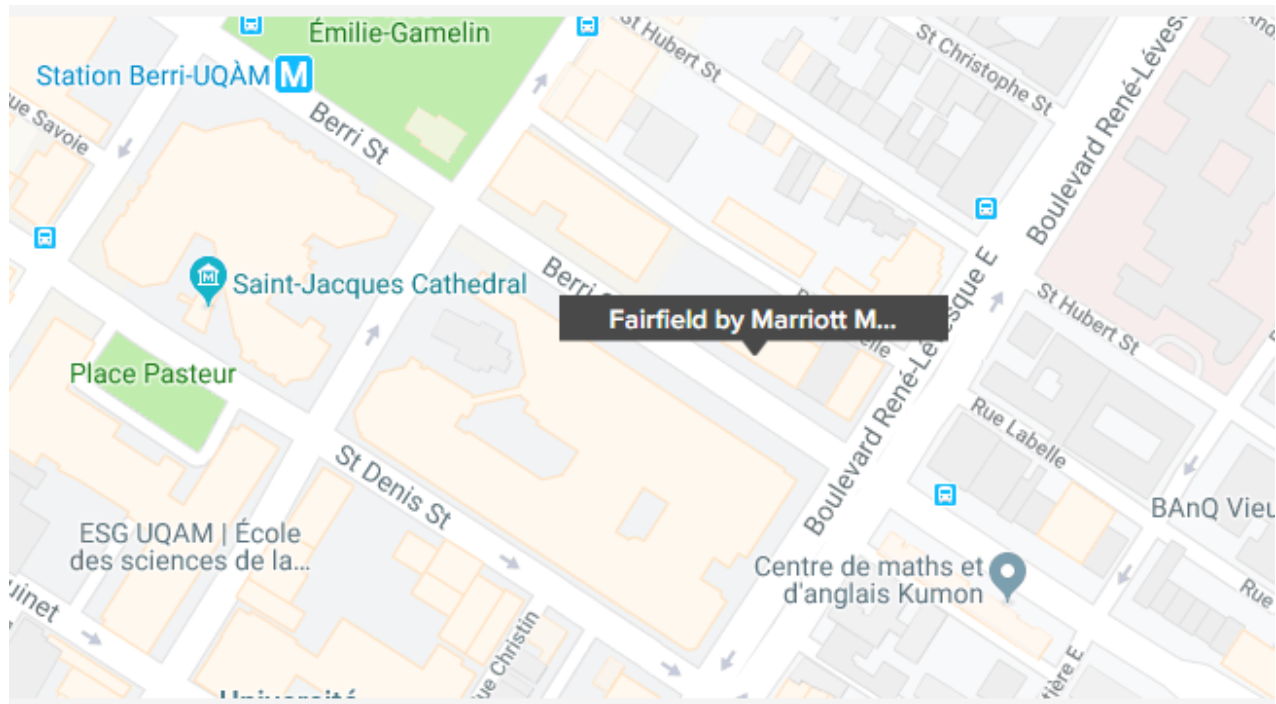 Émilie-Gamelin
St Hubert St
St Christophe St
Station Berri-UQÀM M
ue Savoie
Berri St
Boulevard René-Léves
Saint-Jacques Cathedral
M
Berri
Fairfield by Marriott M...
elle
Boulevard René-Lévesque E
St Hubert St
Place Pasteur
Rue Labelle
St Denis St
BAnQ Vieu
ESG UQAM | École
des sciences de la...
Centre de maths et
d'anglais Kumon
Rue
uinet
ue Christin
tière E
Université